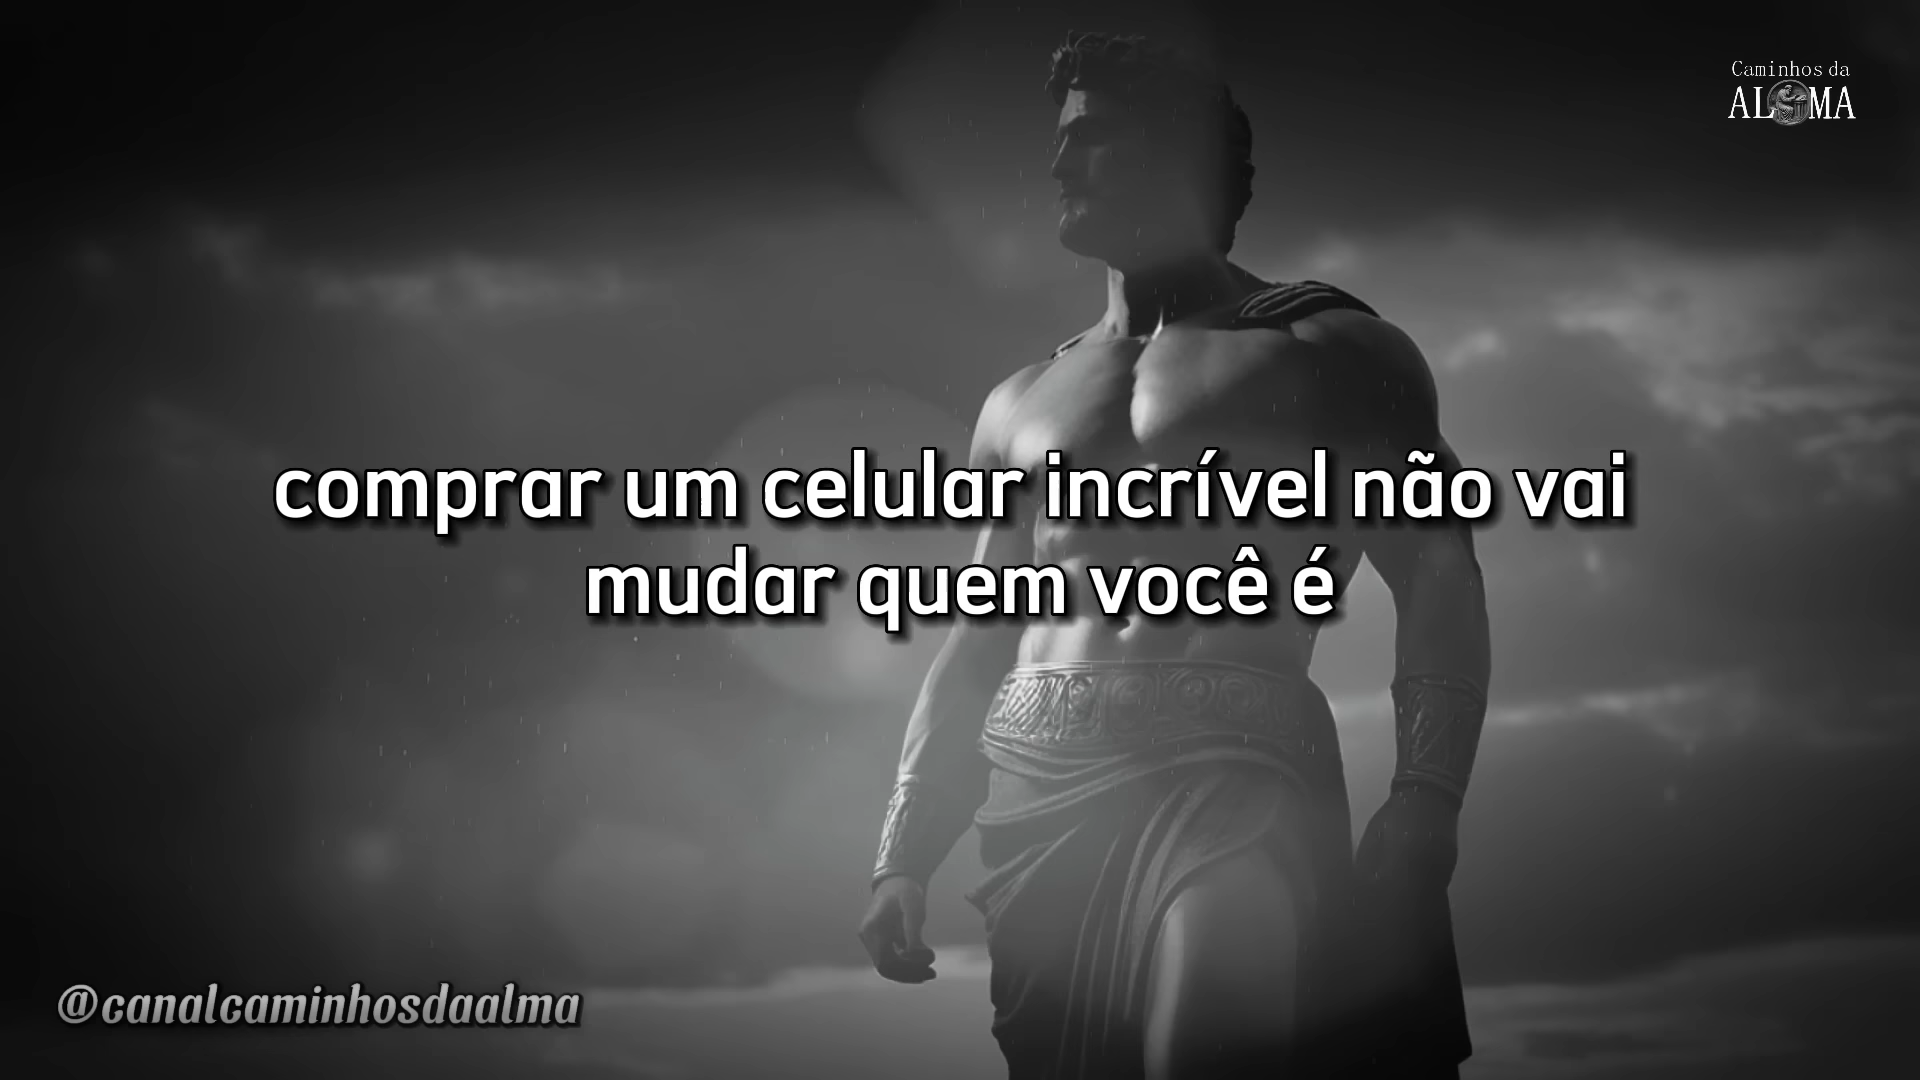 Caminhos da
ALMA
comprar um celular incrível não vai
mudar quem você é
@canalcaminhosdaalma